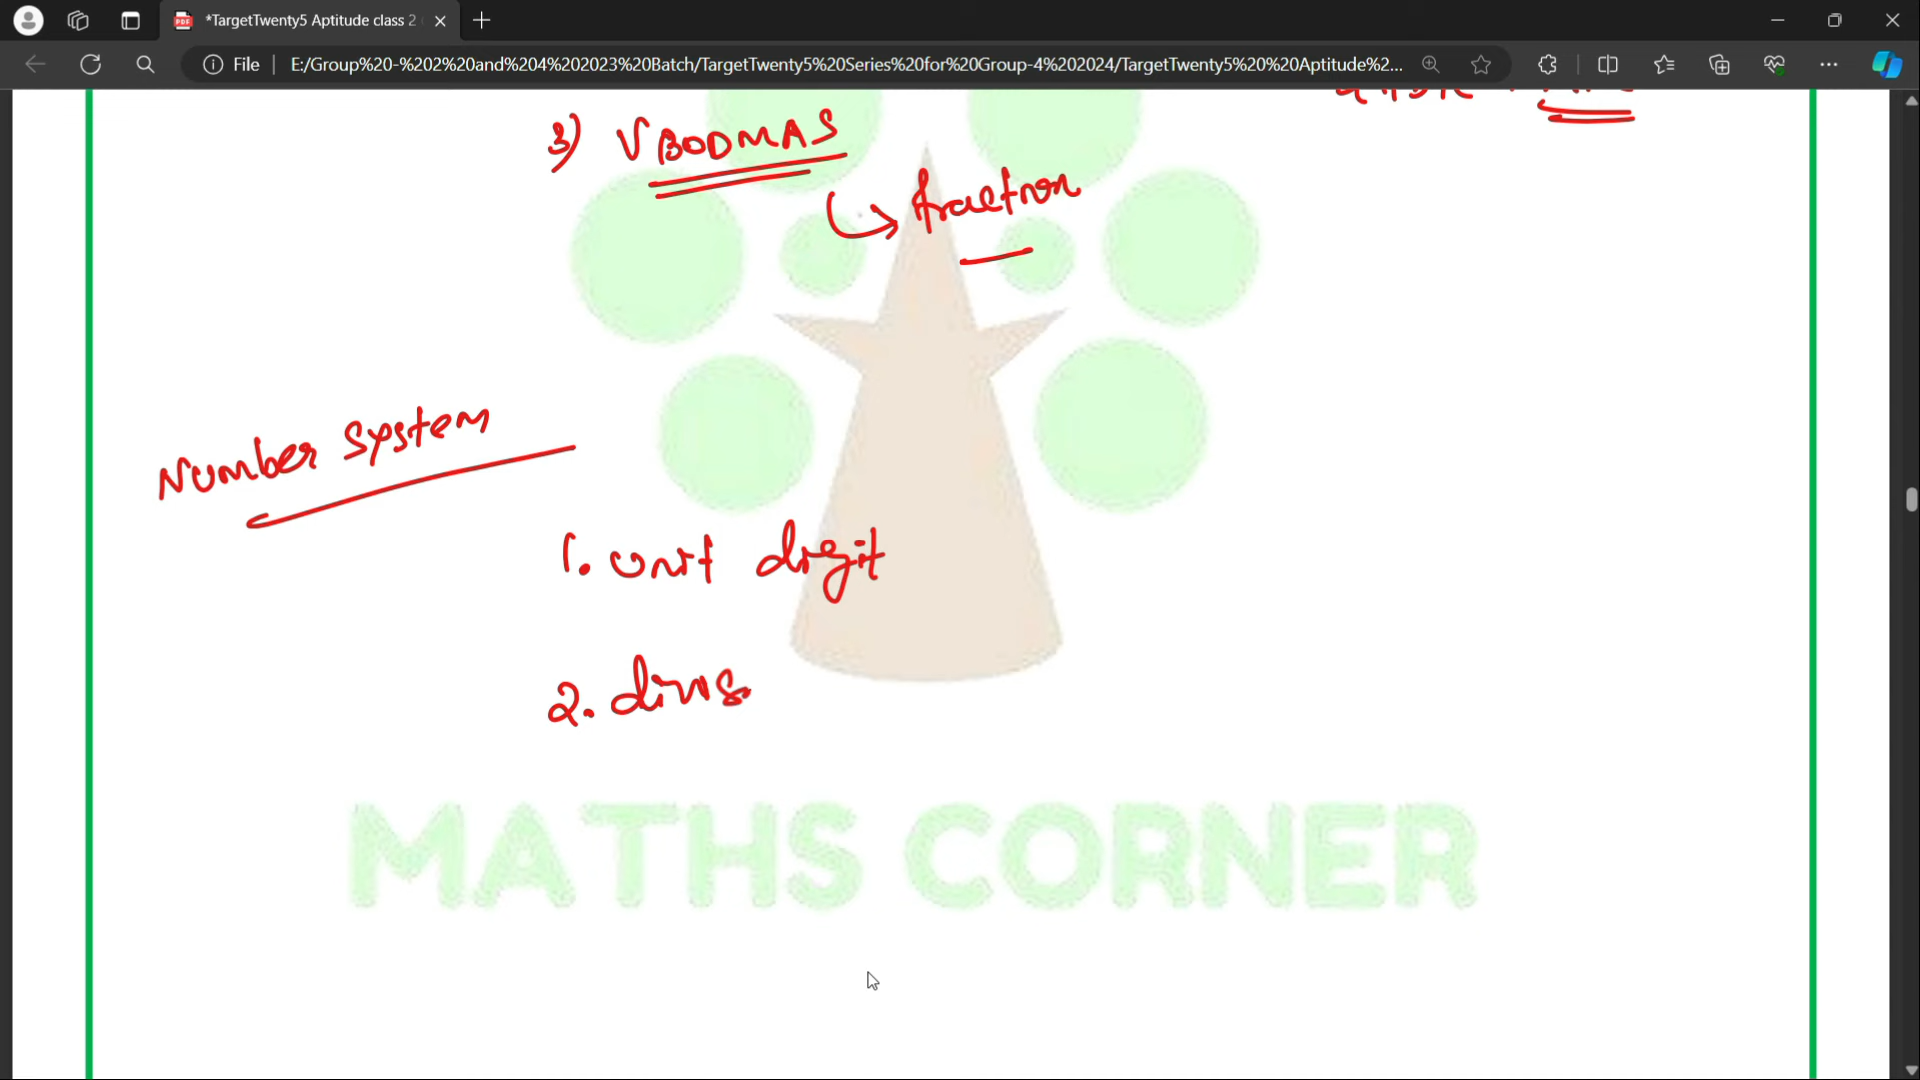 *TargetTwenty5 Aptitude class 2
File
E:/Group%20-%202%20and%204%202023%20Batch/TargetTwenty5%20Series%20for%20Group-4%202024/TargetTwenty5%20%20Aptitude%2...
3) VBODMAS
fraction
Number System
1. unit digit
2. divis
MATHS CORNER